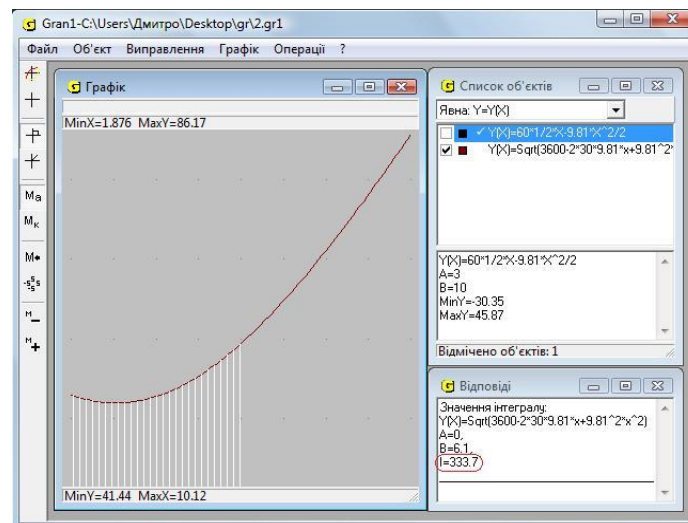 Gran1-C:\Users\Дмитро\Desktop\gr\2.gr1
Файл Об'єкт Виправлення Графік Операції ?
Графік
MinX=1.876 MaxY=86.17
MinY=41.44 MaxX=10.12
Список об'єктів
Явна: Y=Y(X)
Y(X)=60*1/2*X-9.81*X^2/2
Y(X)=Sqrt(3600-2*30*9.81*x+9.81^2*
Y(X)=60*1/2*X-9.81*X^2/2
A=3
B=10
MinY=-30.35
MaxY=45.87
Відмічено об'єктів: 1
Відповіді
Значення інтегралу:
Y(X)=Sqrt(3600-2*30*9.81*x+9.81^2*x^2)
A=0,
B=6.1,
I=333.7
Ma
Mк
M
s
M
M